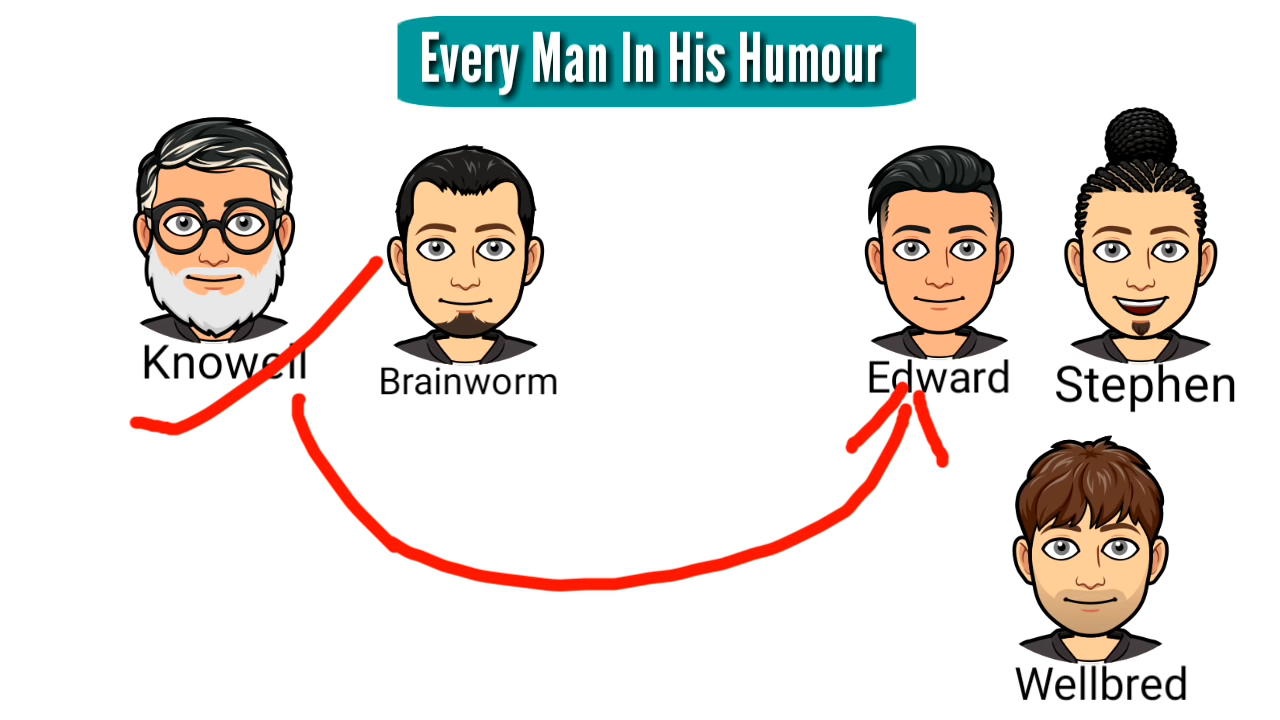 Every Man In His Humour
Knowell
Brainworm
Edward
Stephen
Wellbred